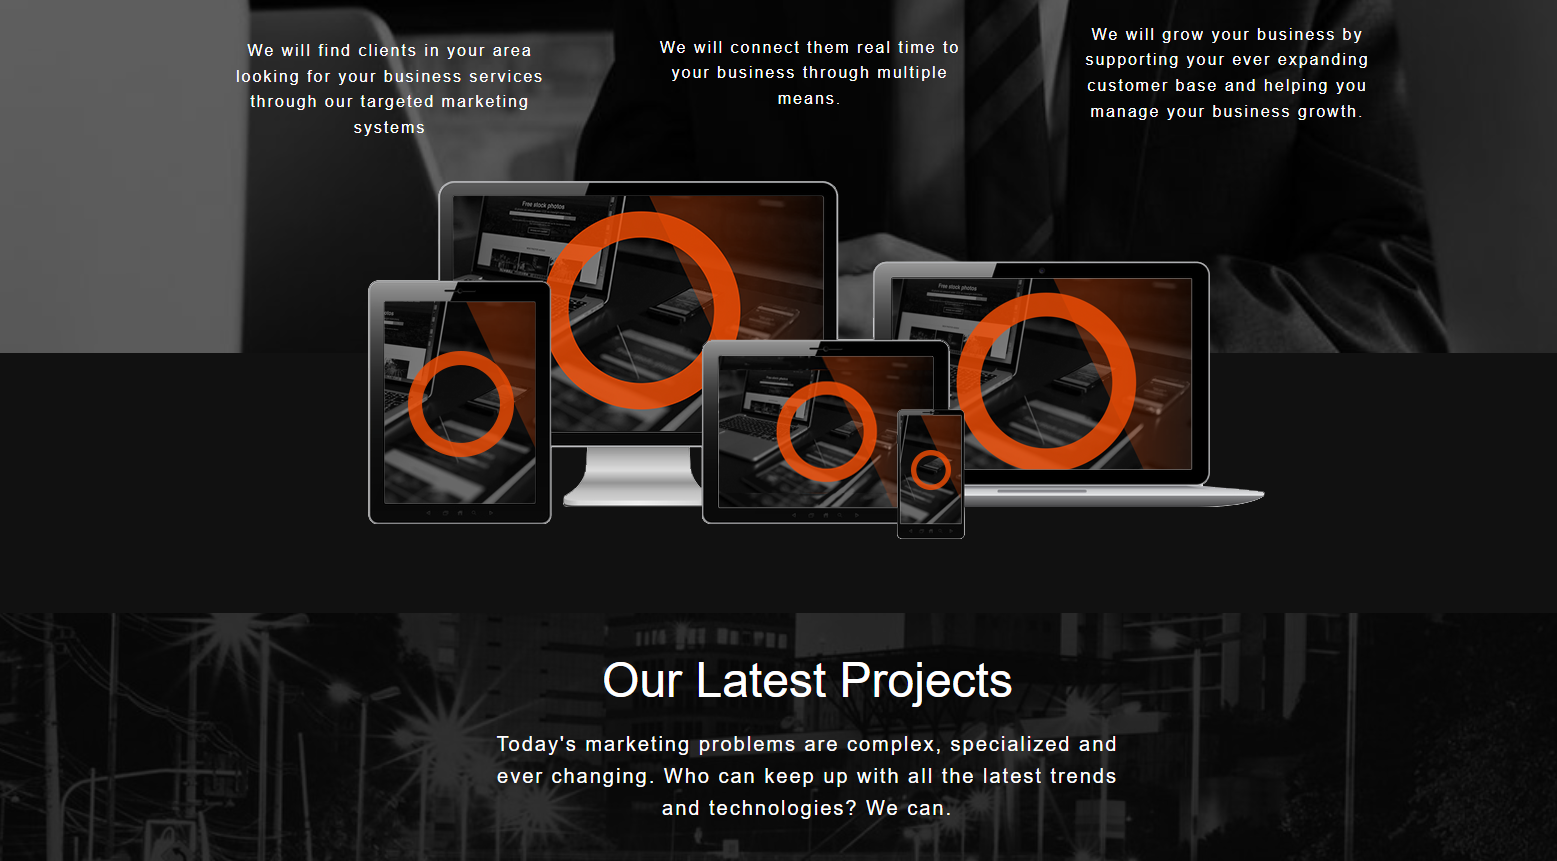 We will find clients in your area
looking for your business services
through our targeted marketing
systems
We will connect them real time to
your business through multiple
means.
We will grow your business by
supporting your ever expanding
customer base and helping you
manage your business growth.
Free stock photos
Free stock photos
Our Latest Projects
Today's marketing problems are complex, specialized and
ever changing. Who can keep up with all the latest trends
and technologies? We can.